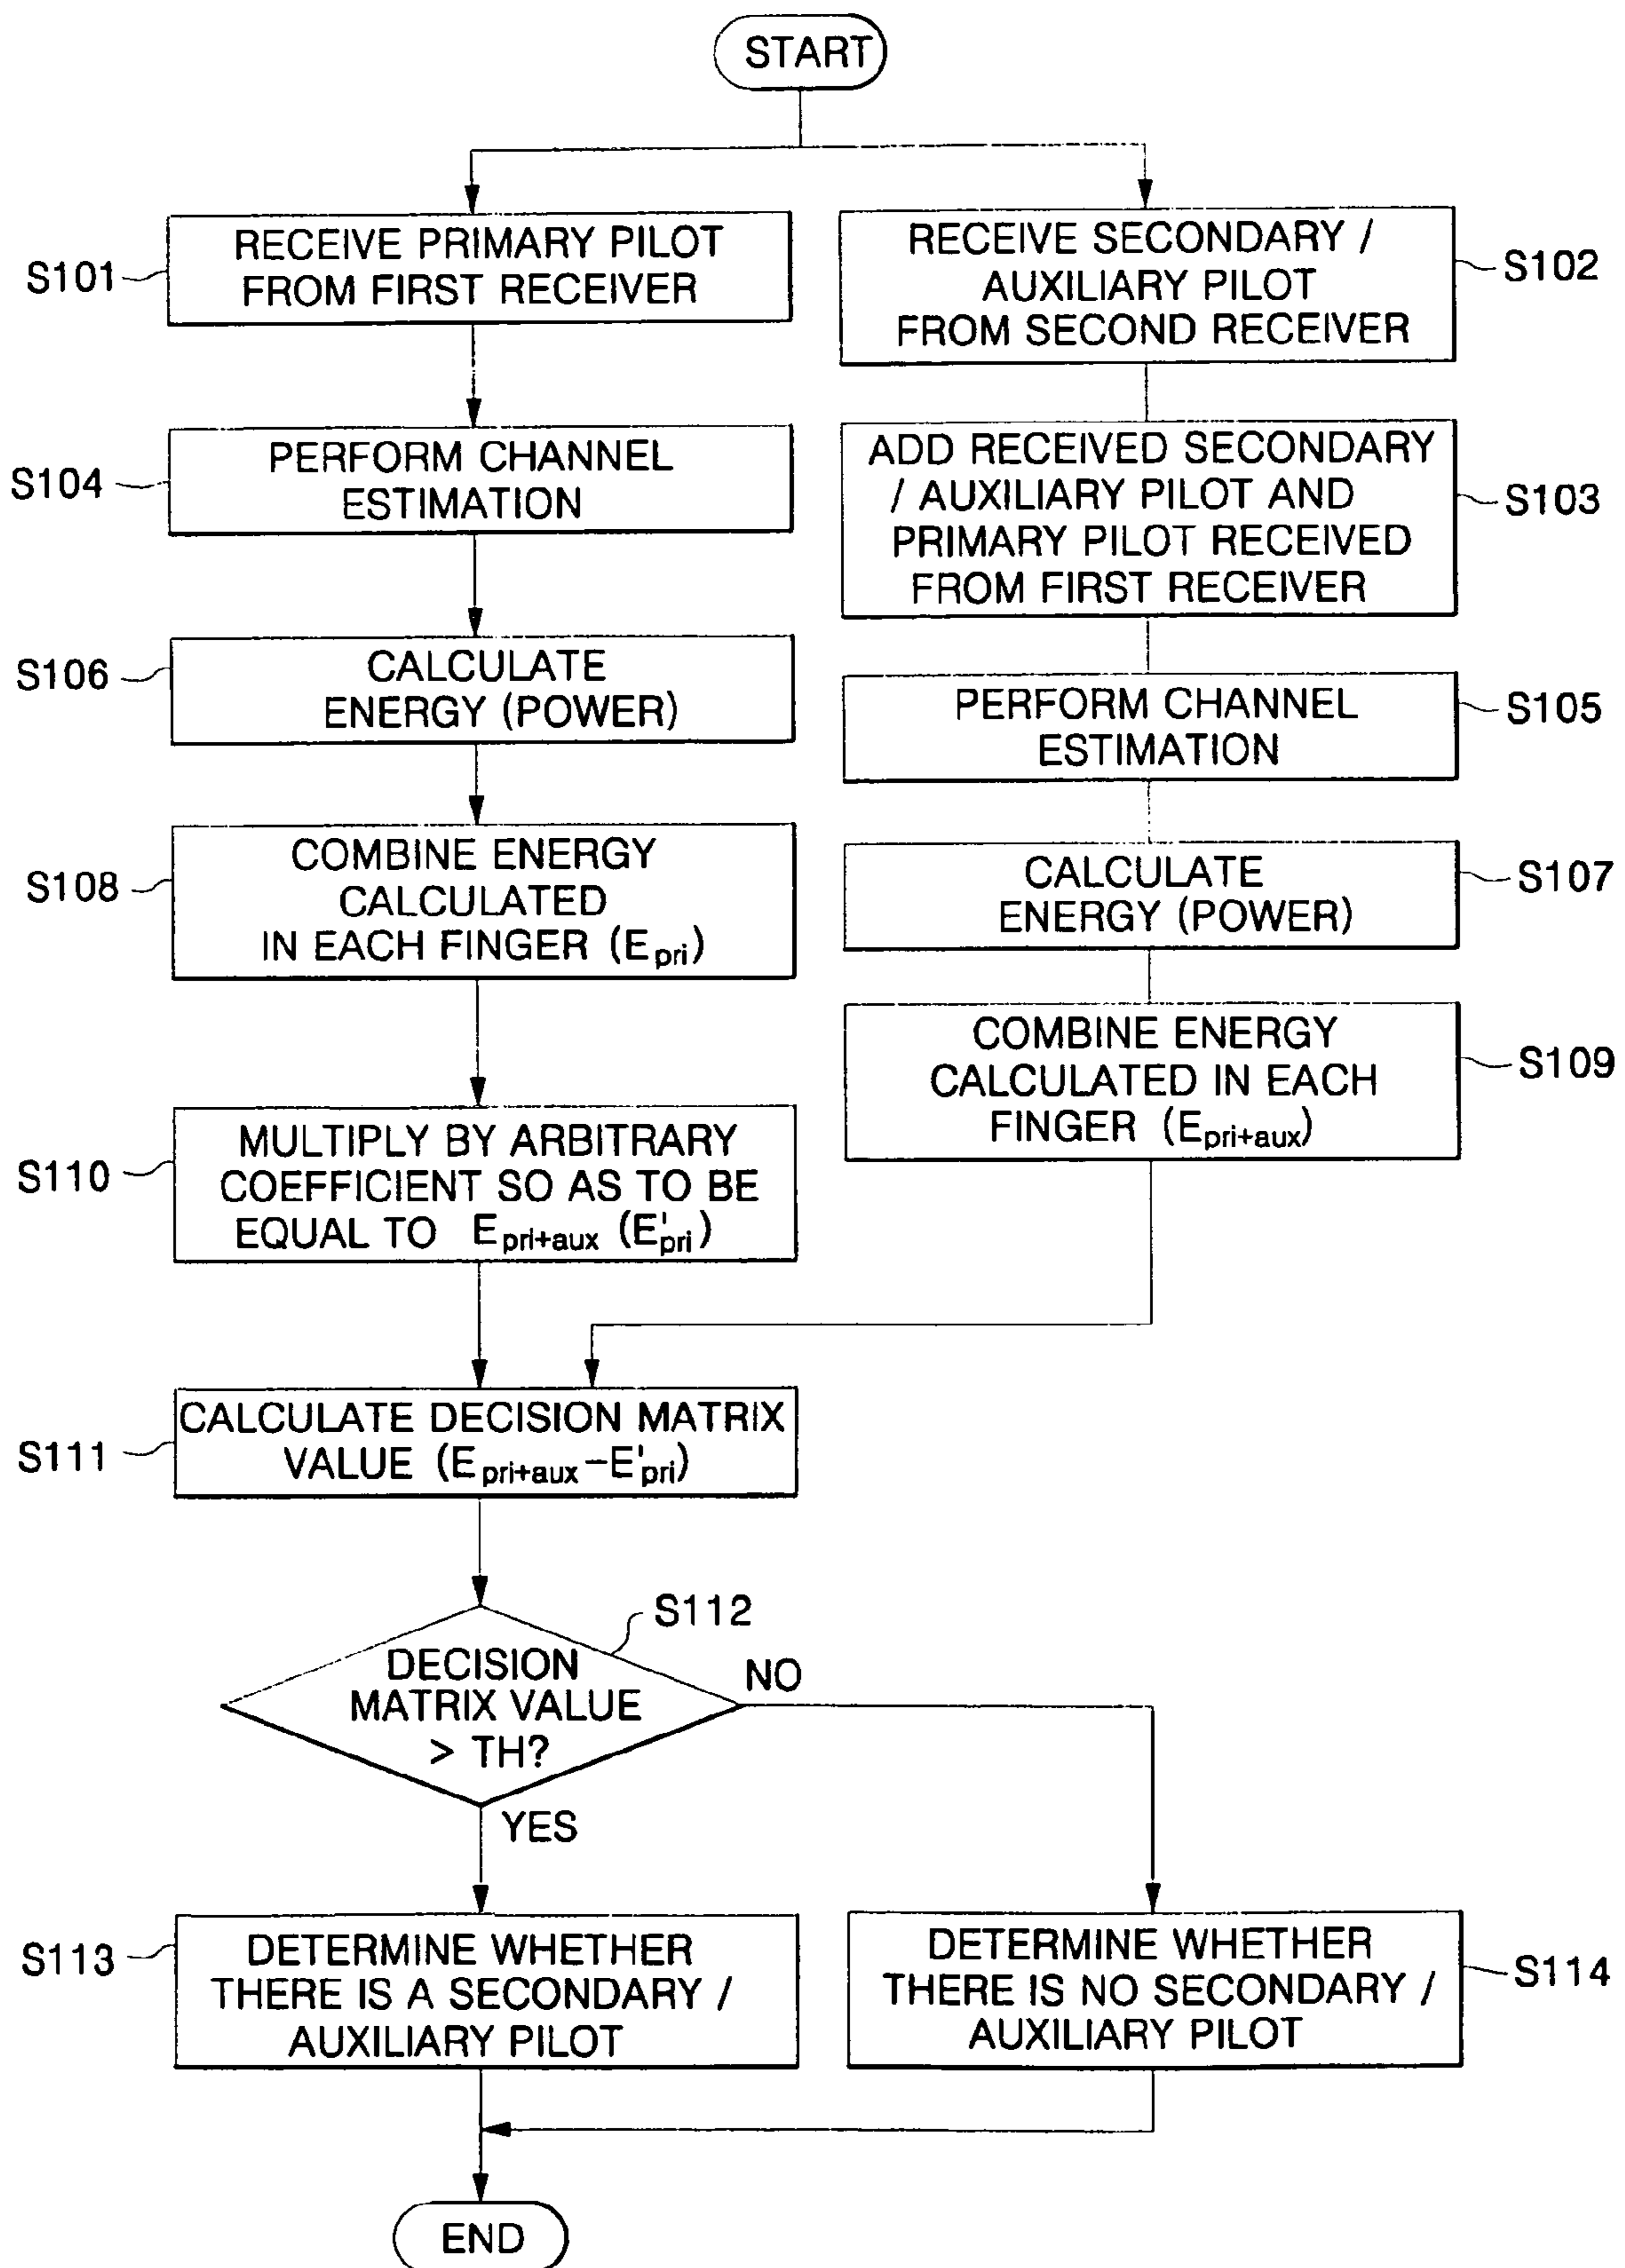 START
S101
RECEIVE PRIMARY PILOT
FROM FIRST RECEIVER
RECEIVE SECONDARY /
AUXILIARY PILOT
FROM SECOND RECEIVER
S102
S104
PERFORM CHANNEL
ESTIMATION
ADD RECEIVED SECONDARY
/ AUXILIARY PILOT AND
PRIMARY PILOT RECEIVED
FROM FIRST RECEIVER
S103
S106
CALCULATE
ENERGY (POWER)
PERFORM CHANNEL
ESTIMATION
S105
S108
COMBINE ENERGY
CALCULATED
IN EACH FINGER (Epri)
CALCULATE
ENERGY (POWER)
S107
COMBINE ENERGY
CALCULATED IN EACH
FINGER (Epri+aux)
S109
S110
MULTIPLY BY ARBITRARY
COEFFICIENT SO AS TO BE
EQUAL TO Epri+aux (E'pri)
S111
CALCULATE DECISION MATRIX
VALUE (Epri+aux-E'pri)
S112
DECISION
MATRIX VALUE
> TH?
NO
YES
S113
DETERMINE WHETHER
THERE IS A SECONDARY /
AUXILIARY PILOT
DETERMINE WHETHER
THERE IS NO SECONDARY /
AUXILIARY PILOT
S114
END